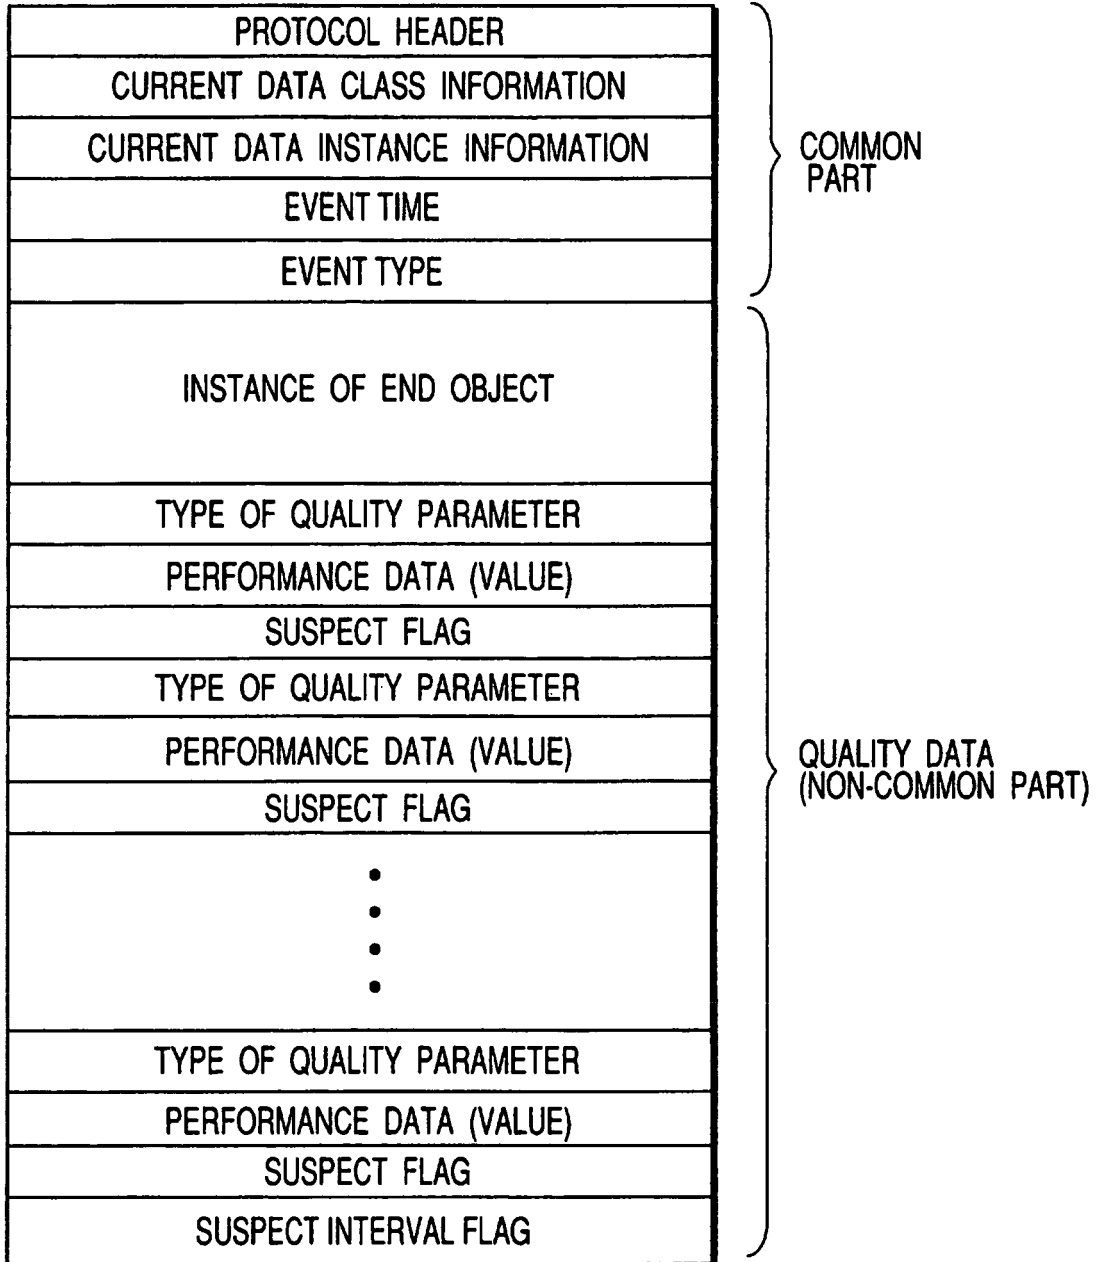 PROTOCOL HEADER
CURRENT DATA CLASS INFORMATION
CURRENT DATA INSTANCE INFORMATION
EVENT TIME
EVENT TYPE
COMMON
PART
INSTANCE OF END OBJECT
TYPE OF QUALITY PARAMETER
PERFORMANCE DATA (VALUE)
SUSPECT FLAG
TYPE OF QUALITY PARAMETER
PERFORMANCE DATA (VALUE)
SUSPECT FLAG
TYPE OF QUALITY PARAMETER
PERFORMANCE DATA (VALUE)
SUSPECT FLAG
SUSPECT INTERVAL FLAG
QUALITY DATA
(NON-COMMON PART)